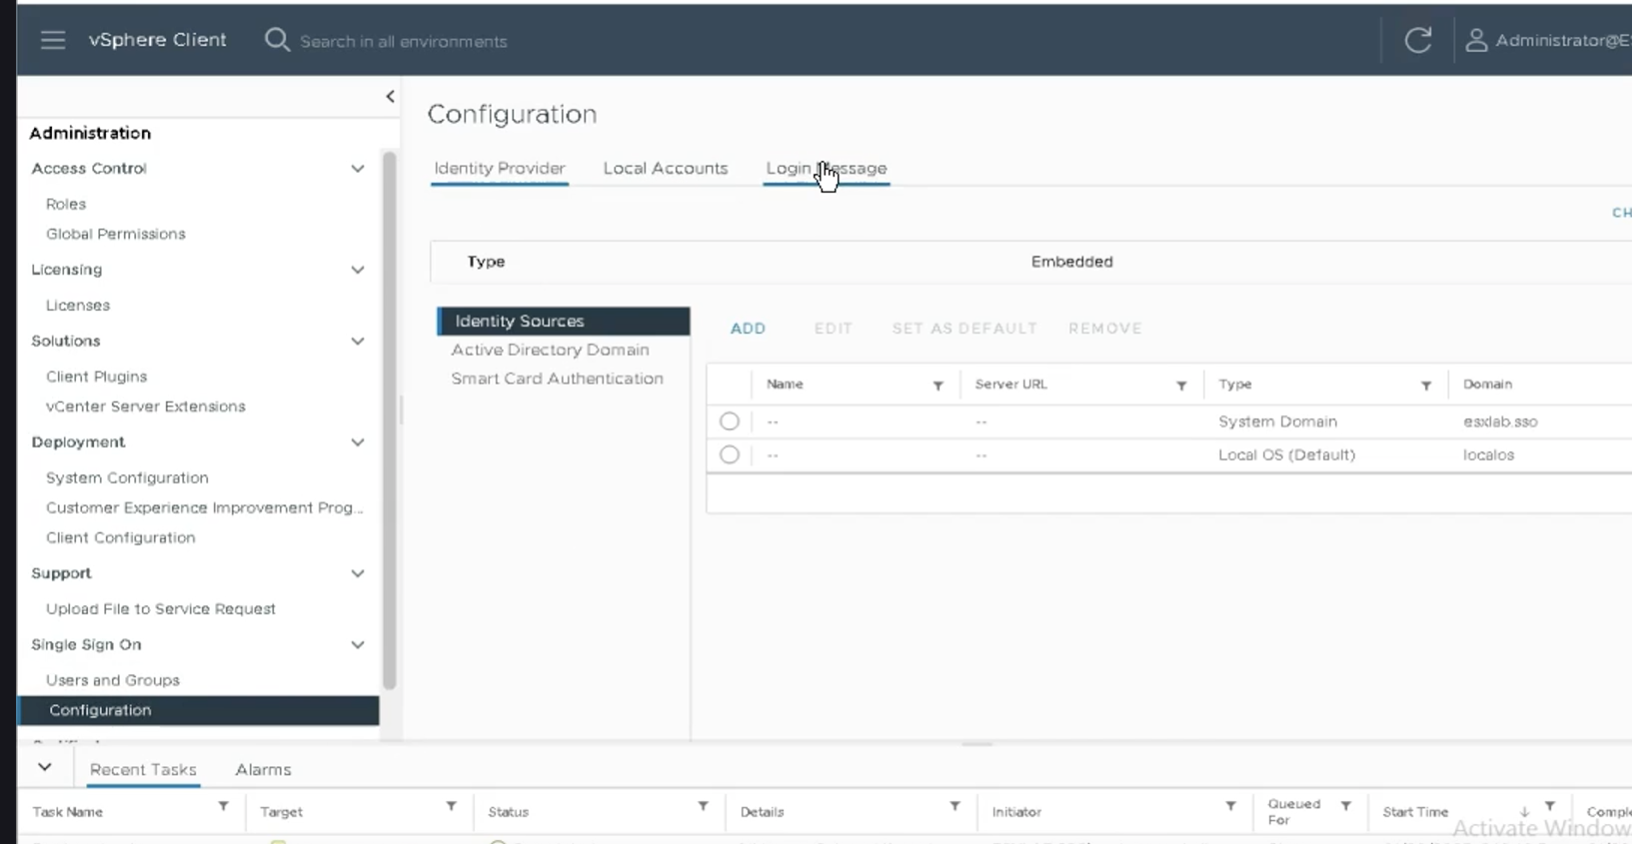 vSphere Client
Search in all environments
Administrator@E
Administration
Access Control
Roles
Global Permissions
Licensing
Licenses
Solutions
Client Plugins
vCenter Server Extensions
Deployment
System Configuration
Customer Experience Improvement Prog...
Client Configuration
Support
Upload File to Service Request
Single Sign On
Users and Groups
Configuration
Configuration
Identity Provider Local Accounts Login Message
CH
Type Embedded
Identity Sources
Active Directory Domain
Smart Card Authentication
ADD EDIT SET AS DEFAULT REMOVE
Name Server URL Type Domain
-- -- System Domain esxlab.sso
-- -- Local OS (Default) localos
Recent Tasks Alarms
Task Name Target Status Details Initiator Queued For Start Time Comple
Activate Window